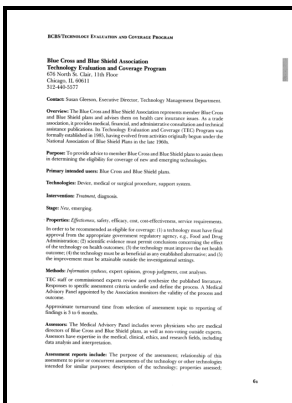 BCBS TECHNOLOGY EVALUATION AND COVERAGE PROGRAM
Blue Cross and Blue Shield Association
Technology Evaluation and Coverage Program
676 North St. Clair, 11th Floor
Chicago, IL 60611
312-440-5577
Contact: Susan Gleeson, Executive Director, Technology Management Department.
Overview: The Blue Cross and Blue Shield Association represents member Blue Cross
and Blue Shield plans and advises them on health care insurance issues. As a trade
association, it provides medical, financial, and administrative consultation and technical
assistance publications. Its Technology Evaluation and Coverage (TEC) Program was
formally established in 1985, having evolved from activities originally begun under the
National Association of Blue Shield Plans in the late 1960s.
Purpose: To provide advice to member Blue Cross and Blue Shield plans to assist them
in determining the eligibility for coverage of new and emerging technologies.
Primary intended users: Blue Cross and Blue Shield plans.
Technologies: Device, medical or surgical procedure, support system.
Intervention: Treatment, diagnosis.
Stage: New, emerging.
Properties: Effectiveness, safety, efficacy, cost, cost-effectiveness, service requirements.
In order to be recommended as eligible for coverage: (1) a technology must have final
approval from the appropriate government regulatory agency, e.g., Food and Drug
Administration; (2) scientific evidence must permit conclusions concerning the effect
of the technology on health outcomes; (3) the technology must improve the net health
outcome; (4) the technology must be as beneficial as any established alternative; and (5)
the improvement must be attainable outside the investigational settings.
Methods: Information synthesis, expert opinion, group judgment, cost analyses.
TEC staff or commissioned experts review and synthesize the published literature.
Responses to specific assessment criteria underlie and define the process. A Medical
Advisory Panel appointed by the Association monitors the validity of the process and
outcome.
Approximate turnaround time from selection of assessment topic to reporting of
findings is 3 to 6 months.
Assessors: The Medical Advisory Panel includes seven physicians who are medical
directors of Blue Cross and Blue Shield plans, as well as non-voting outside experts.
Assessors have expertise in the medical, clinical, ethics, and research fields, including
data analysis and interpretation.
Assessment reports include: The purpose of the assessment; relationship of this
assessment to prior or concurrent assessments of the technology or other technologies
intended for similar purposes; description of the technology; properties assessed;